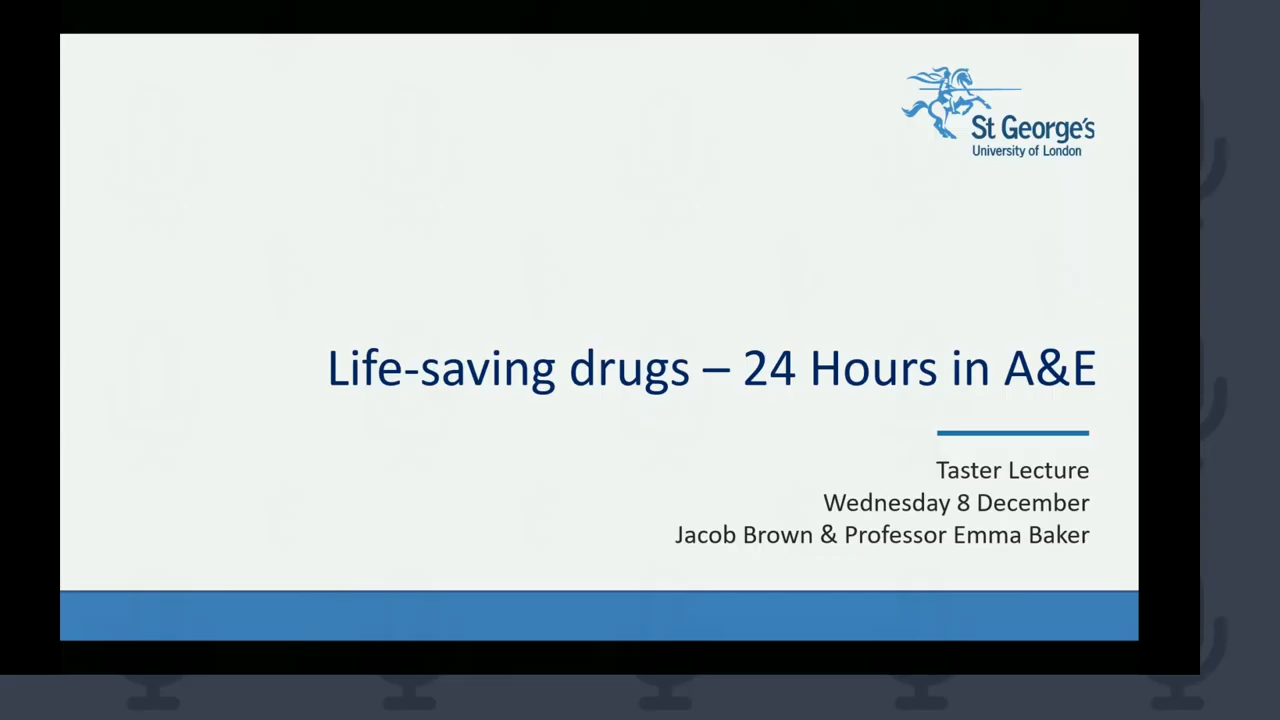 St George's
University of London
Life-saving drugs – 24 Hours in A&E
Taster Lecture
Wednesday 8 December
Jacob Brown & Professor Emma Baker